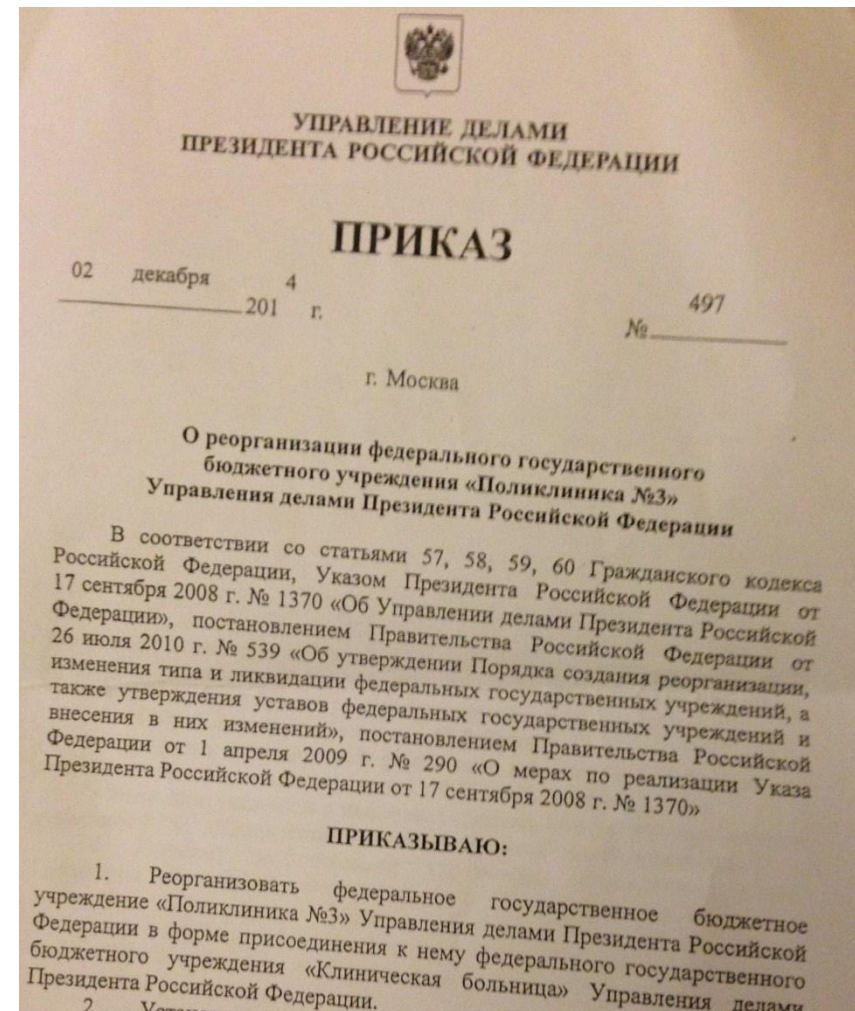 УПРАВЛЕНИЕ ДЕЛАМИ
ПРЕЗИДЕНТА РОССИЙСКОЙ ФЕДЕРАЦИИ
ПРИКАЗ
02 декабря 4
201 г.
497
№
г. Москва
О реорганизации федерального государственного
бюджетного учреждения «Поликлиника №3»
Управления делами Президента Российской Федерации
В соответствии со статьями 57, 58, 59, 60 Гражданского кодекса
Российской Федерации, Указом Президента Российской Федерации от
17 сентября 2008 г. № 1370 «Об Управлении делами Президента Российской
Федерации», постановлением Правительства Российской Федерации от
26 июля 2010 г. № 539 «Об утверждении Порядка создания реорганизации,
изменения типа и ликвидации федеральных государственных учреждений, а
также утверждения уставов федеральных государственных учреждений и
внесения в них изменений», постановлением Правительства Российской
Федерации от 1 апреля 2009 г. № 290 «О мерах по реализации Указа
Президента Российской Федерации от 17 сентября 2008 г. № 1370»
ПРИКАЗЫВАЮ:
1. Реорганизовать федеральное государственное бюджетное
учреждение «Поликлиника №3» Управления делами Президента Российской
Федерации в форме присоединения к нему федерального государственного
бюджетного учреждения «Клиническая больница» Управления делами
Президента Российской Федерации.
2.